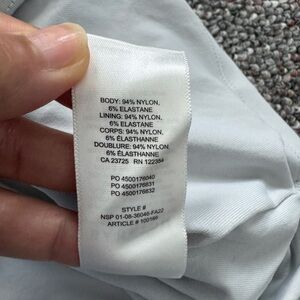 BODY: 94% NYLON,
6% ELASTANE
LINING: 94% NYLON,
6% ELASTANE
CORPS: 94% NYLON,
6% ÉLASTHANNE
DOUBLURE: 94% NYLON,
6% ÉLASTHANNE
CA 23725 RN 122354
PO 4500176040
PO 4500176831
PO 4500176832
STYLE #
NSP 01-08-36046-FA22
ARTICLE # 100166